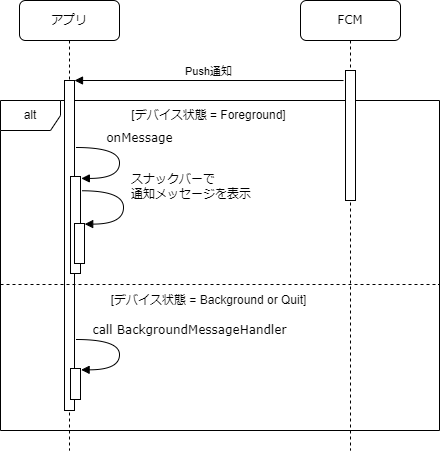 アプリ
FCM
Push通知
alt
[デバイス状態 = Foreground]
onMessage
スナックバーで
通知メッセージを表示
[デバイス状態 = Background or Quit]
call BackgroundMessageHandler